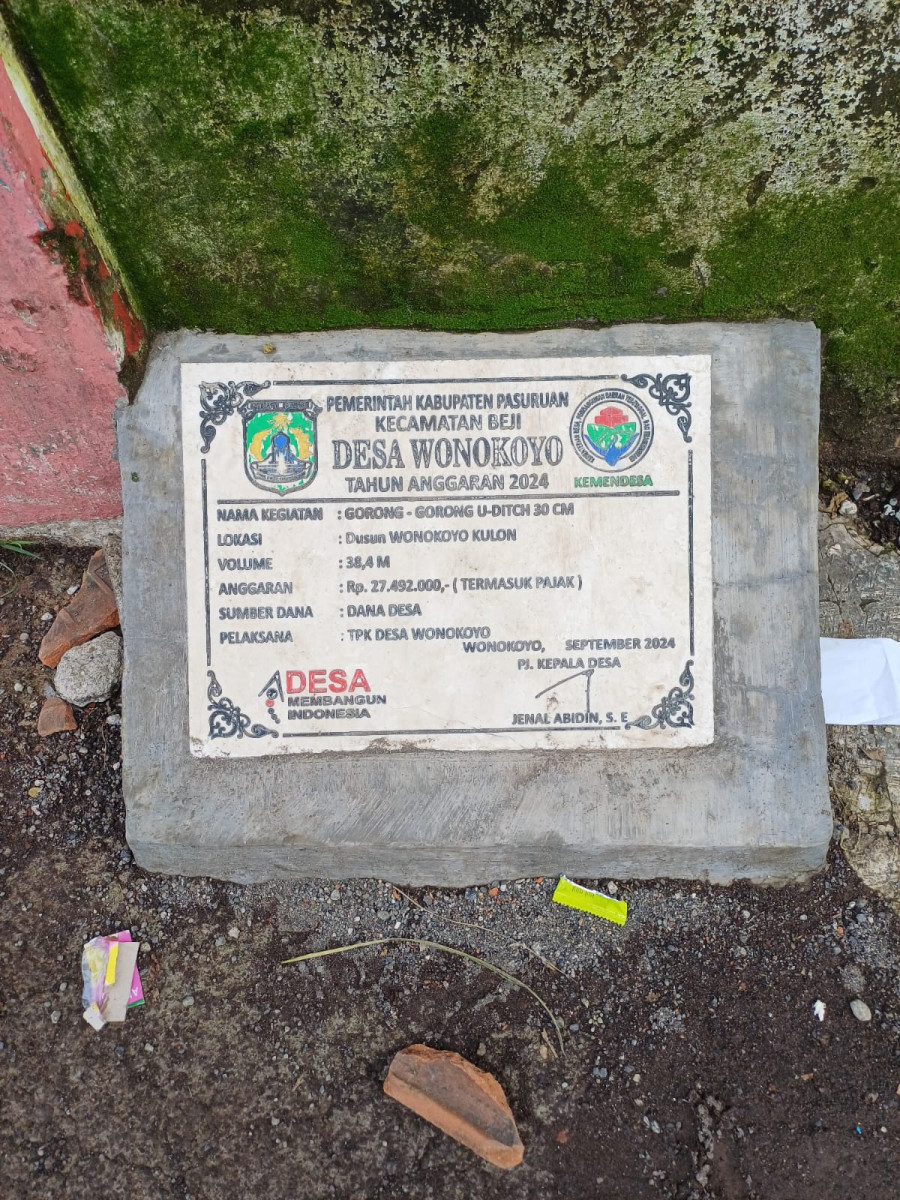 PEMERINTAH KABUPATEN PASURUAN
KECAMATAN BEJI
DESA WONOKOYO
TAHUN ANGGARAN 2024
KEMENDESA
NAMA KEGIATAN : GORONG - GORONG U-DITCH 30 CM
LOKASI : Dusun WONOKOYO KULON
VOLUME : 38,4 M
ANGGARAN : Rp. 27.492.000,- ( TERMASUK PAJAK )
SUMBER DANA : DANA DESA
PELAKSANA : TPK DESA WONOKOYO
WONOKOYO, SEPTEMBER 2024
PJ. KEPALA DESA
DESA
MEMBANGUN
INDONESIA
JENAL ABIDIN, S. E